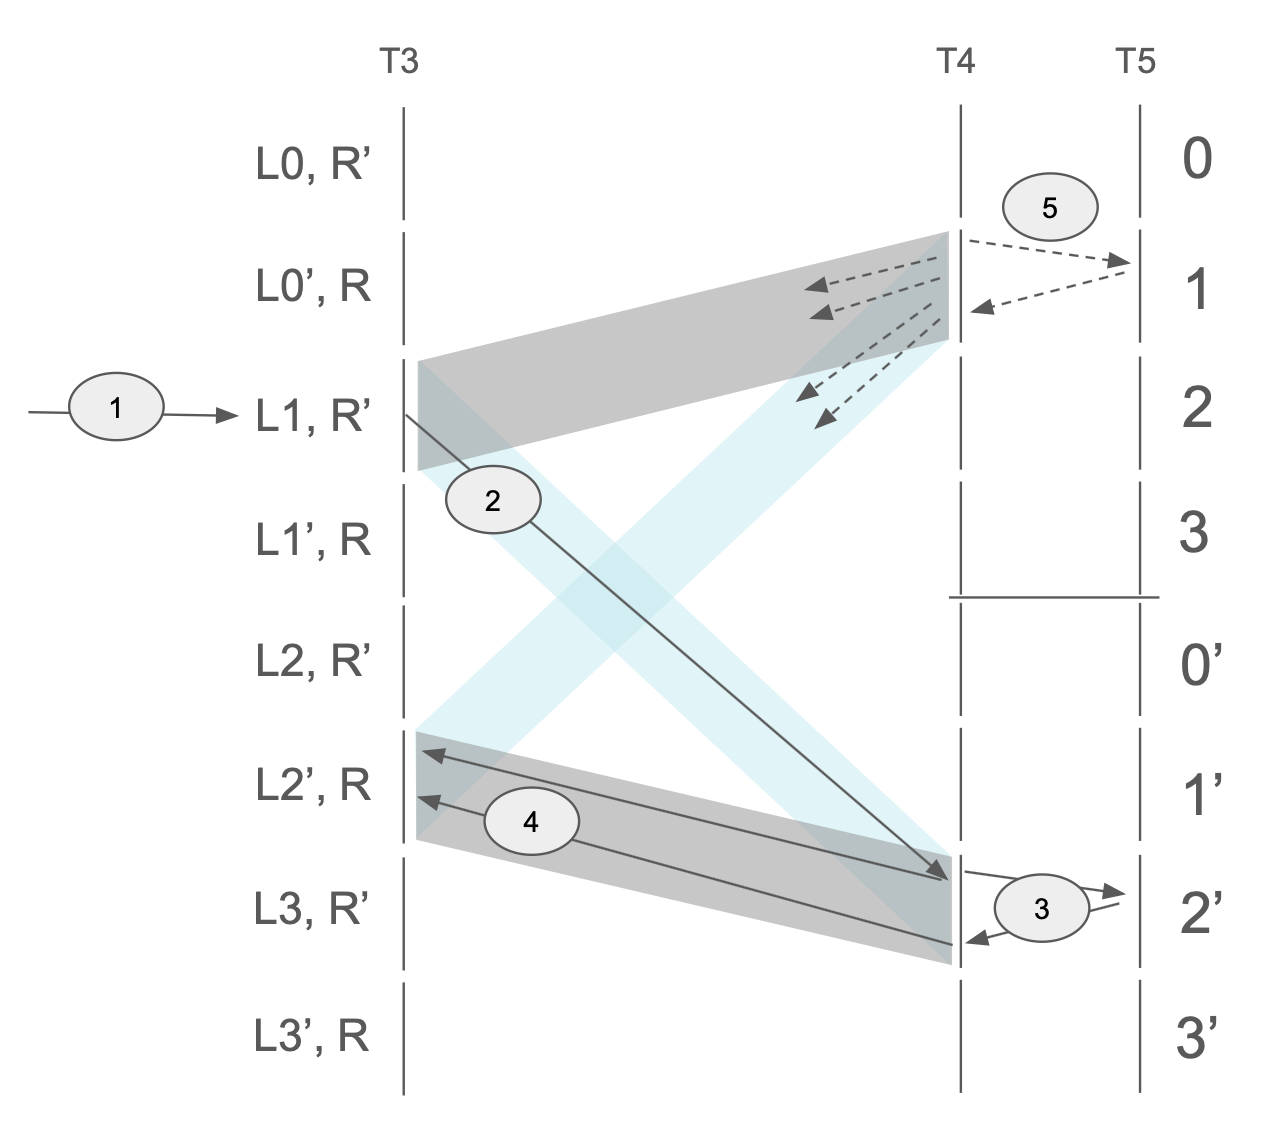 T3
T4
T5
L0, R’
0
5
L0’, R
1
1
L1, R’
2
2
L1’, R
3
L2, R’
0’
L2’, R
1’
4
L3, R’
3
2’
L3’, R
3’